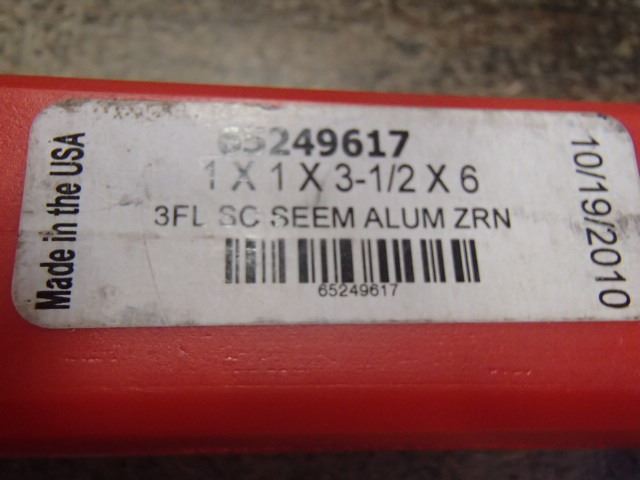 Made in the USA
65249617
1 X 1 X 3-1/2 X 6
3FL SC SEEM ALUM ZRN
65249617
10/19/2010